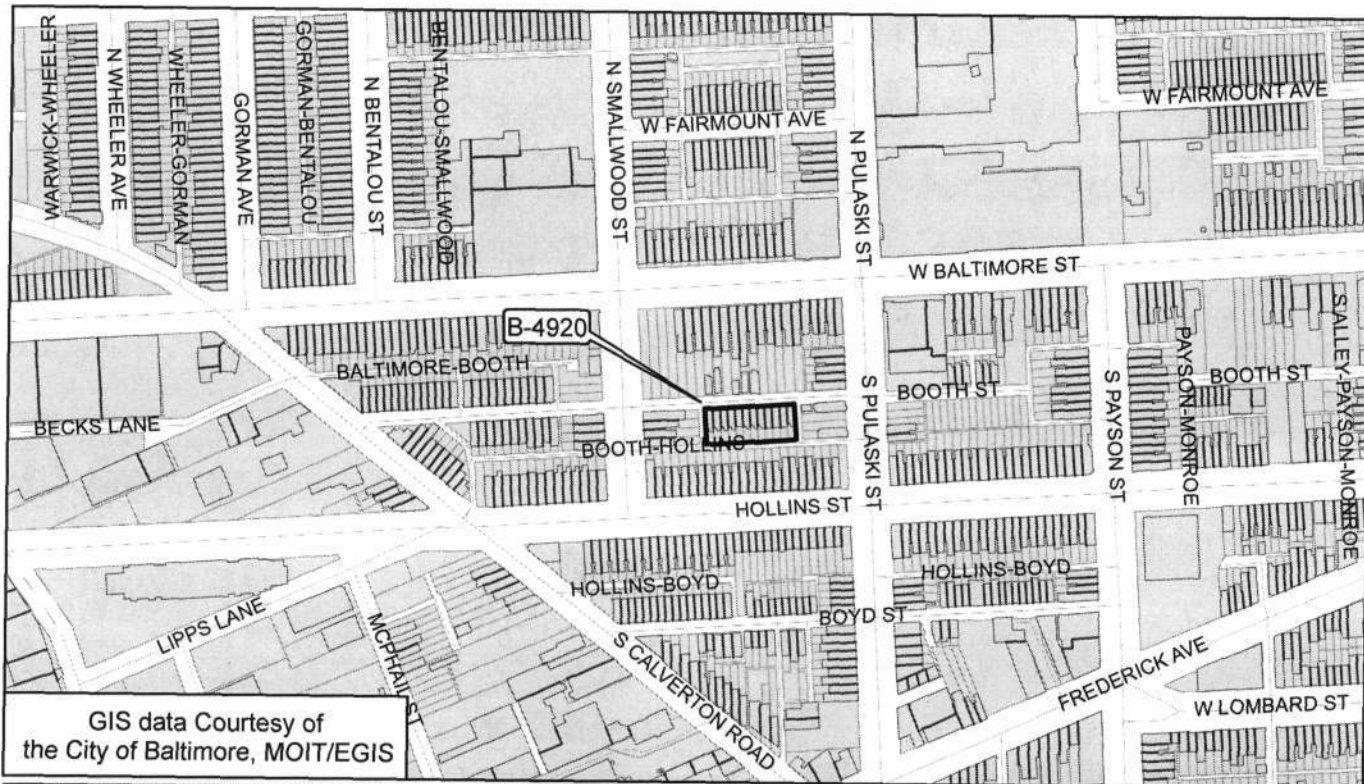 WARWICK-WHEELER
N WHEELER AVE
WHEELER-GORMAN
GORMAN AVE
GORMAN-BENTALOU
N BENTALOU ST
BENTALOU-SMALLWOOD
N SMALLWOOD ST
W FAIRMOUNT AVE
N PULASKI ST
W FAIRMOUNT AVE
W BALTIMORE ST
B-4920
BALTIMORE-BOOTH
BECKS LANE
BOOTH-HOLLINS
S PULASKI ST
BOOTH ST
S PAYSON ST
PAYSON-MONROE
BOOTH ST
S ALLEY-PAYSON-MONROE
HOLLINS ST
HOLLINS-BOYD
HOLLINS-BOYD
BOYD ST
LIPPS LANE
MCPHAIL ST
S CALVERTON ROAD
FREDERICK AVE
W LOMBARD ST
GIS data Courtesy of
the City of Baltimore, MOIT/EGIS